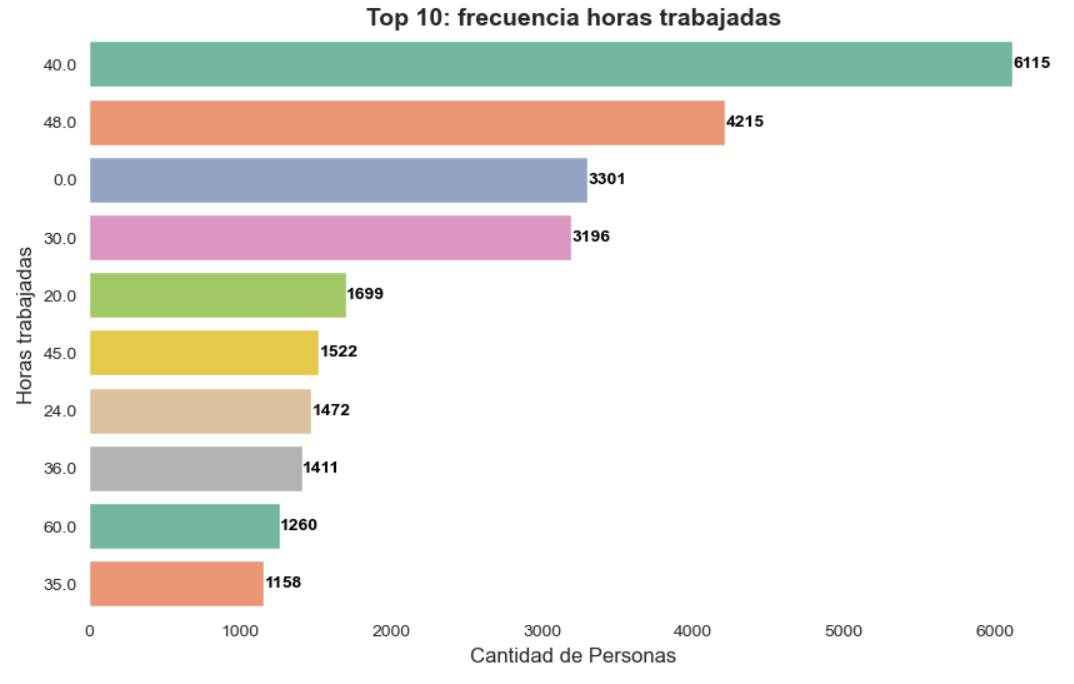 Top 10: frecuencia horas trabajadas
40.0 6115
48.0 4215
0.0 3301
30.0 3196
20.0 1699
45.0 1522
24.0 1472
36.0 1411
60.0 1260
35.0 1158
Horas trabajadas
0 1000 2000 3000 4000 5000 6000
Cantidad de Personas